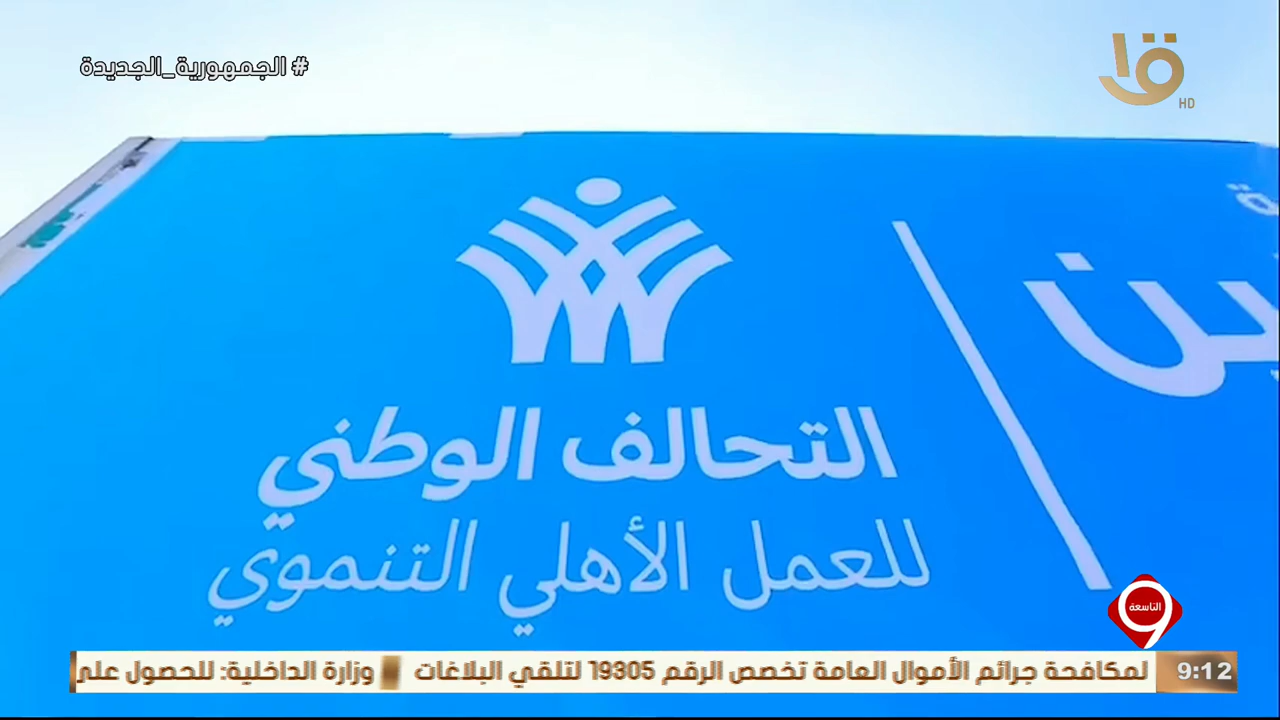 #الجمهورية_الجديدة
HD
التحالف الوطني
للعمل الأهلي التنموي
التاسعة
9
9:12
لمكافحة جرائم الأموال العامة تخصص الرقم 19305 لتلقي البلاغات
وزارة الداخلية: للحصول على